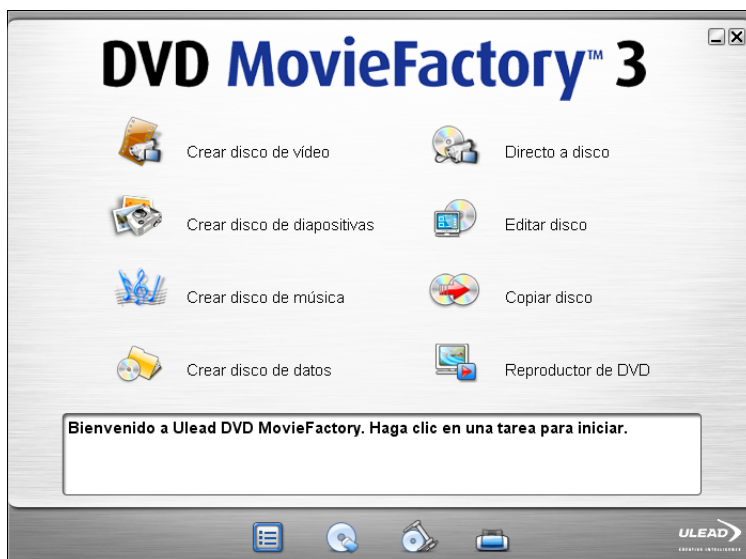 DVD MovieFactory™ 3
Crear disco de vídeo
Directo a disco
Crear disco de diapositivas
Editar disco
Crear disco de música
Copiar disco
Crear disco de datos
Reproductor de DVD
Bienvenido a Ulead DVD MovieFactory. Haga clic en una tarea para iniciar.
ULEAD
CREATIVE INTELLIGENCE